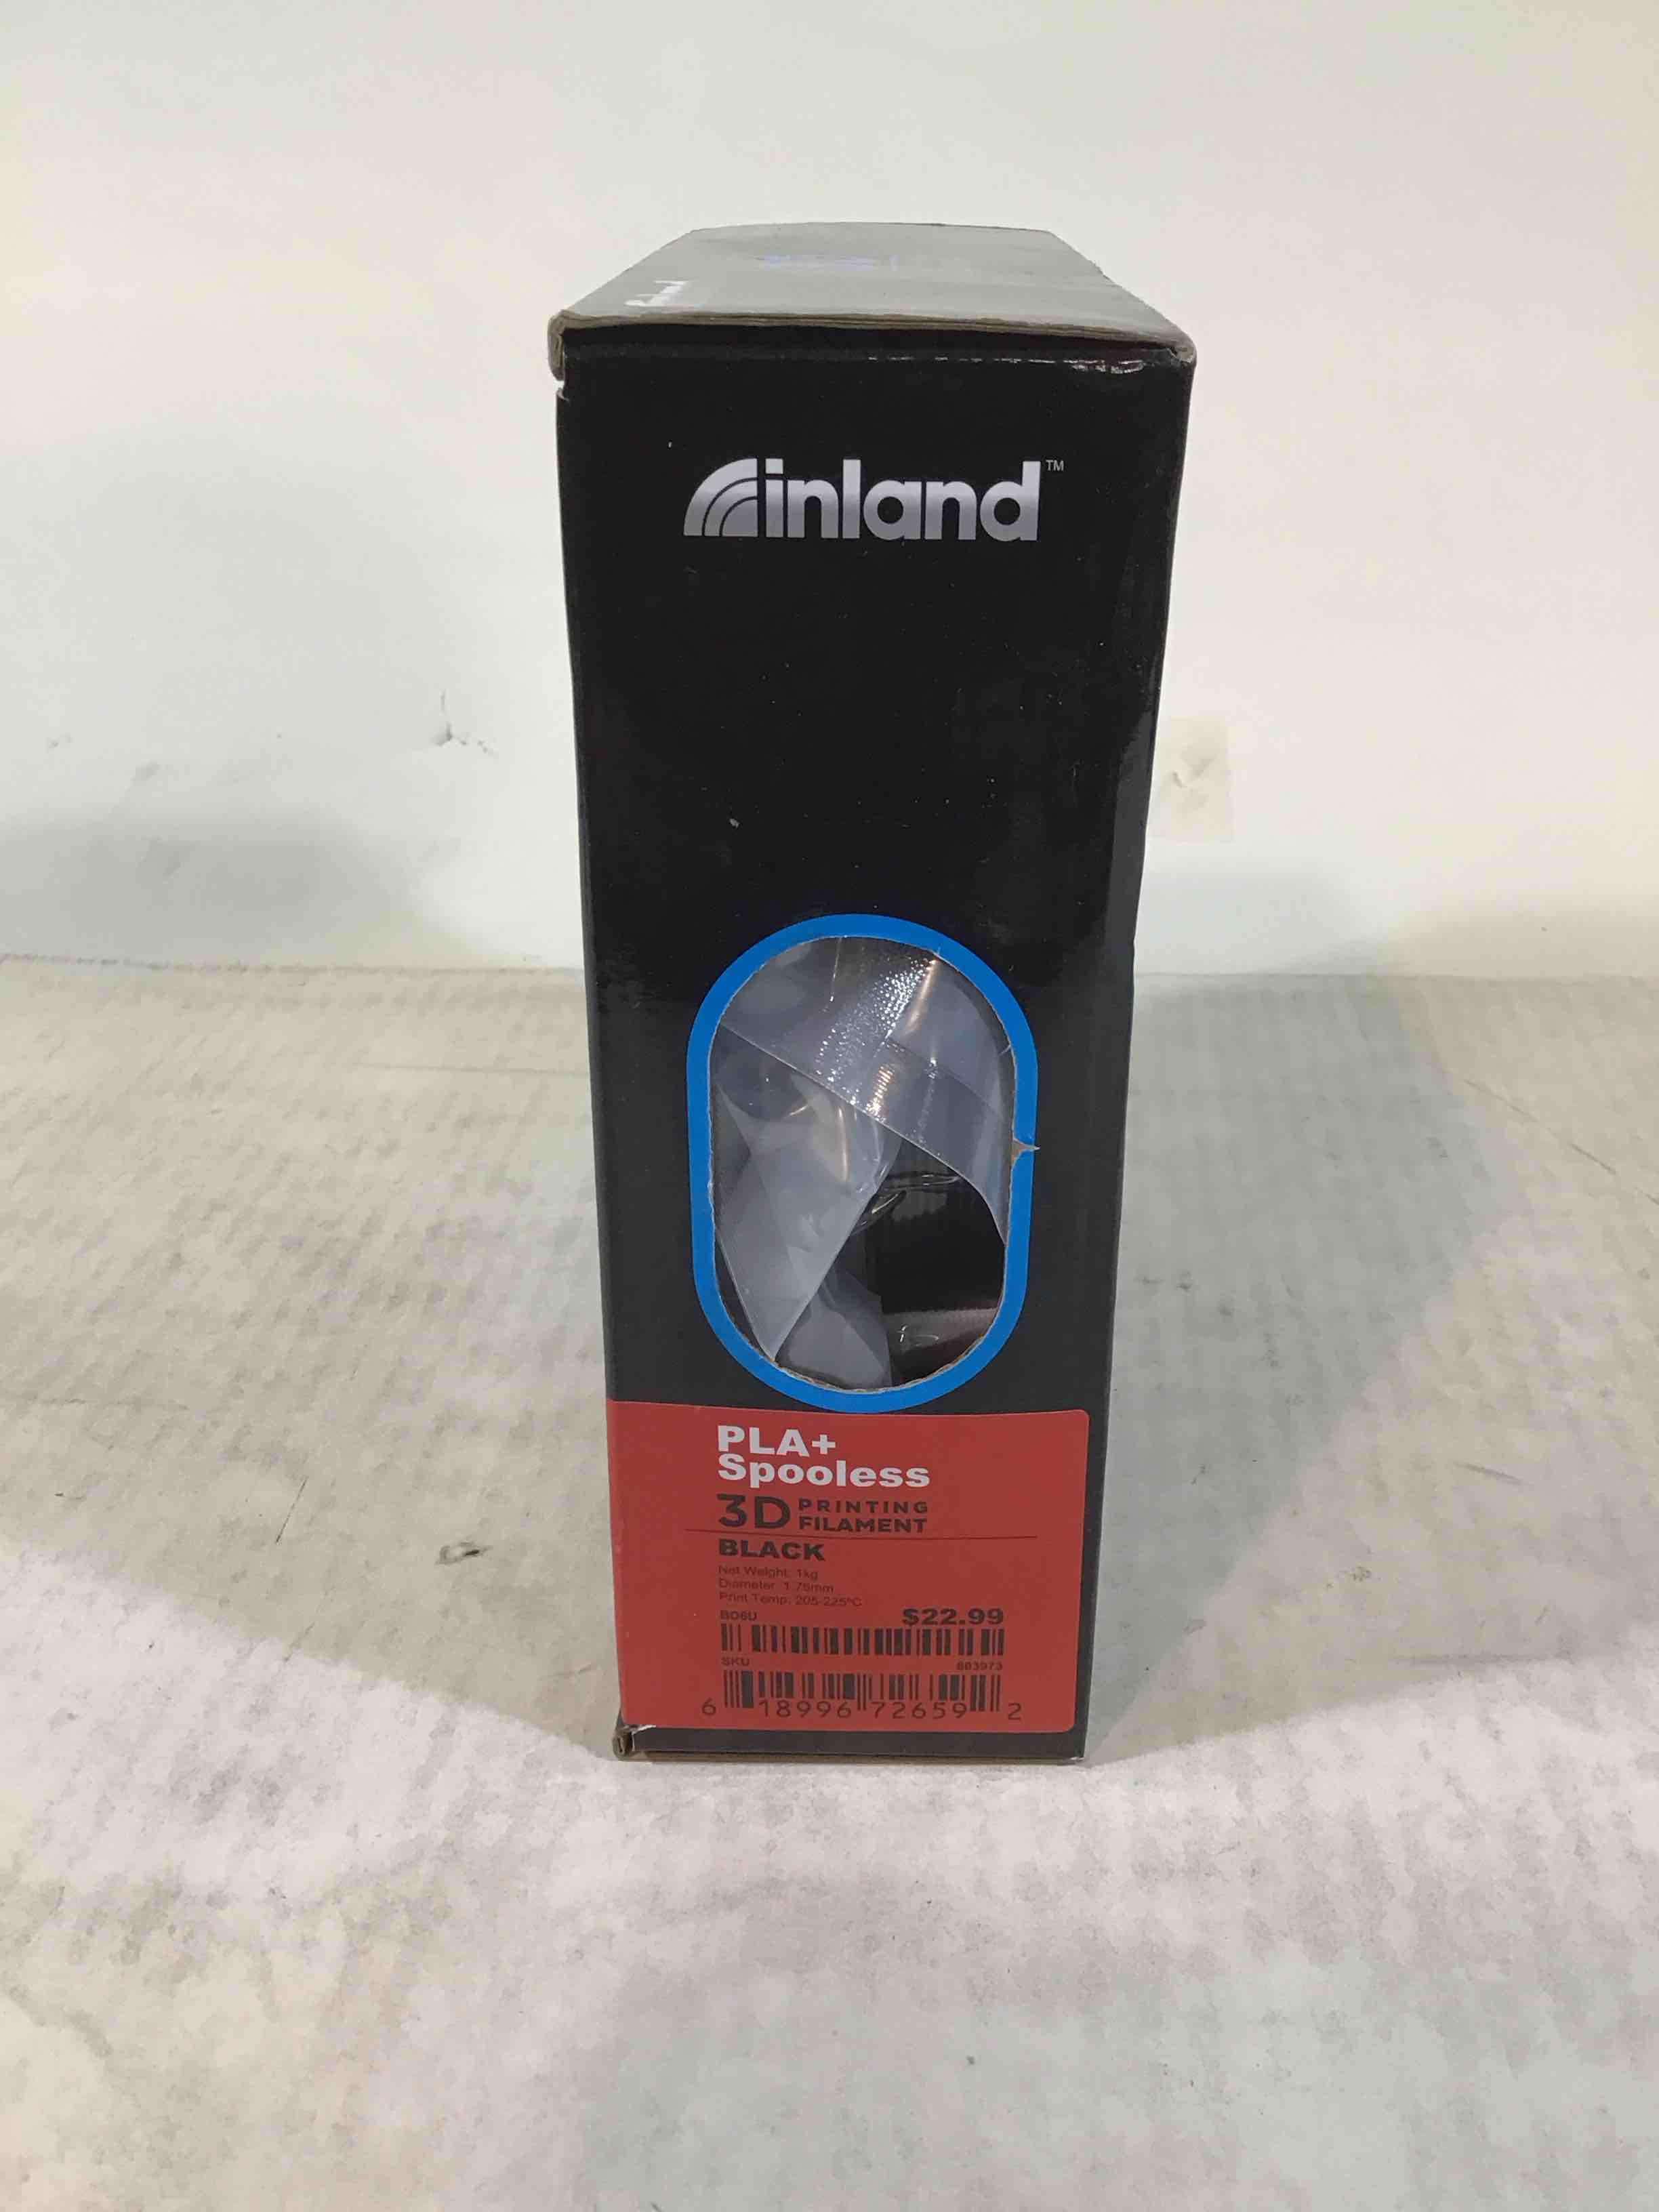 inland™
PLA+
Spooless
3D PRINTING
FILAMENT
BLACK
Net Weight: 1kg
Diameter: 1.75mm
Print Temp: 205-225°C
BO6U $22.99
SKU
6 18996 72659 2